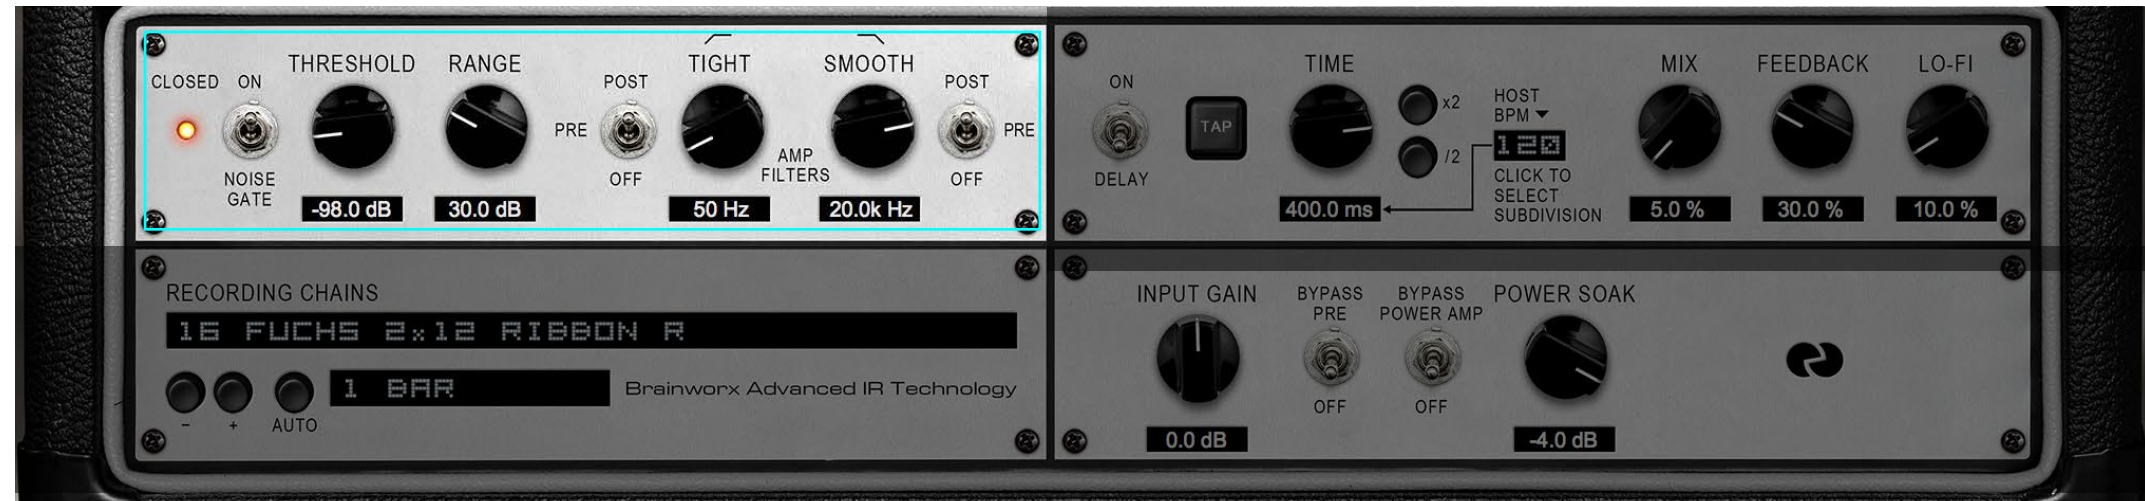 CLOSED
ON
NOISE
GATE
THRESHOLD
-98.0 dB
RANGE
30.0 dB
POST
PRE
OFF
TIGHT
50 Hz
AMP
FILTERS
SMOOTH
20.0k Hz
POST
PRE
OFF
ON
DELAY
TAP
TIME
400.0 ms
x2
/2
HOST
BPM
120
CLICK TO
SELECT
SUBDIVISION
MIX
5.0 %
FEEDBACK
30.0 %
LO-FI
10.0 %
RECORDING CHAINS
16 FUCHS 2x12 RIBBON R
- + AUTO
1 BAR
Brainworx Advanced IR Technology
INPUT GAIN
0.0 dB
BYPASS
PRE
OFF
BYPASS
POWER AMP
OFF
POWER SOAK
-4.0 dB